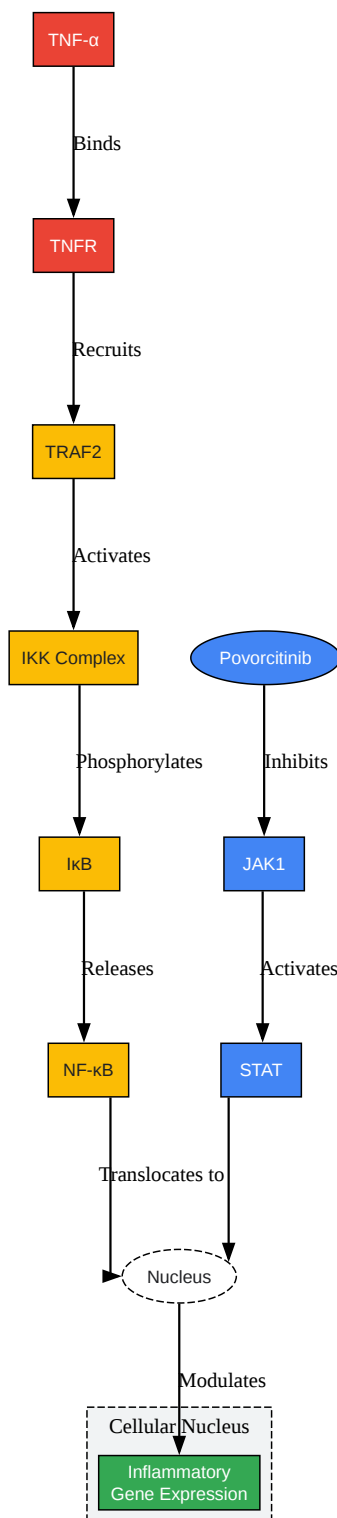 TNF-α
Binds
TNFR
Recruits
TRAF2
Activates
IKK Complex
Povorcitinib
Phosphorylates
Inhibits
IκB
JAK1
Releases
Activates
NF-κB
STAT
Translocates to
Nucleus
Modulates
Cellular Nucleus
Inflammatory
Gene Expression